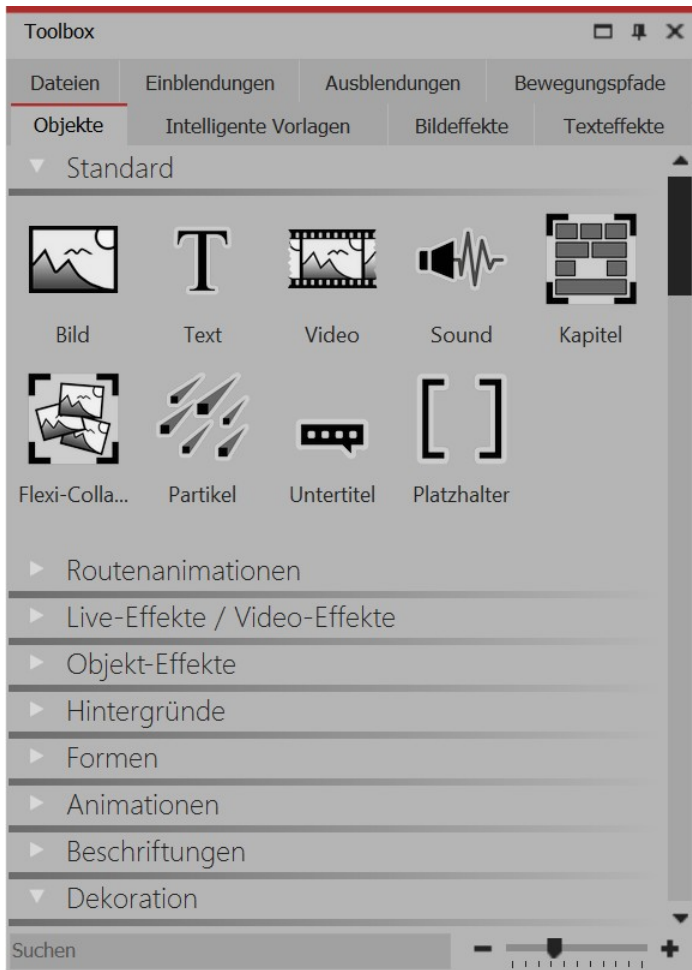 Toolbox
Dateien Einblendungen Ausblendungen Bewegungspfade
Objekte Intelligente Vorlagen Bildeffekte Texteffekte
Standard
Bild Text Video Sound Kapitel
Flexi-Colla... Partikel Untertitel Platzhalter
Routenanimationen
Live-Effekte / Video-Effekte
Objekt-Effekte
Hintergründe
Formen
Animationen
Beschriftungen
Dekoration
Suchen